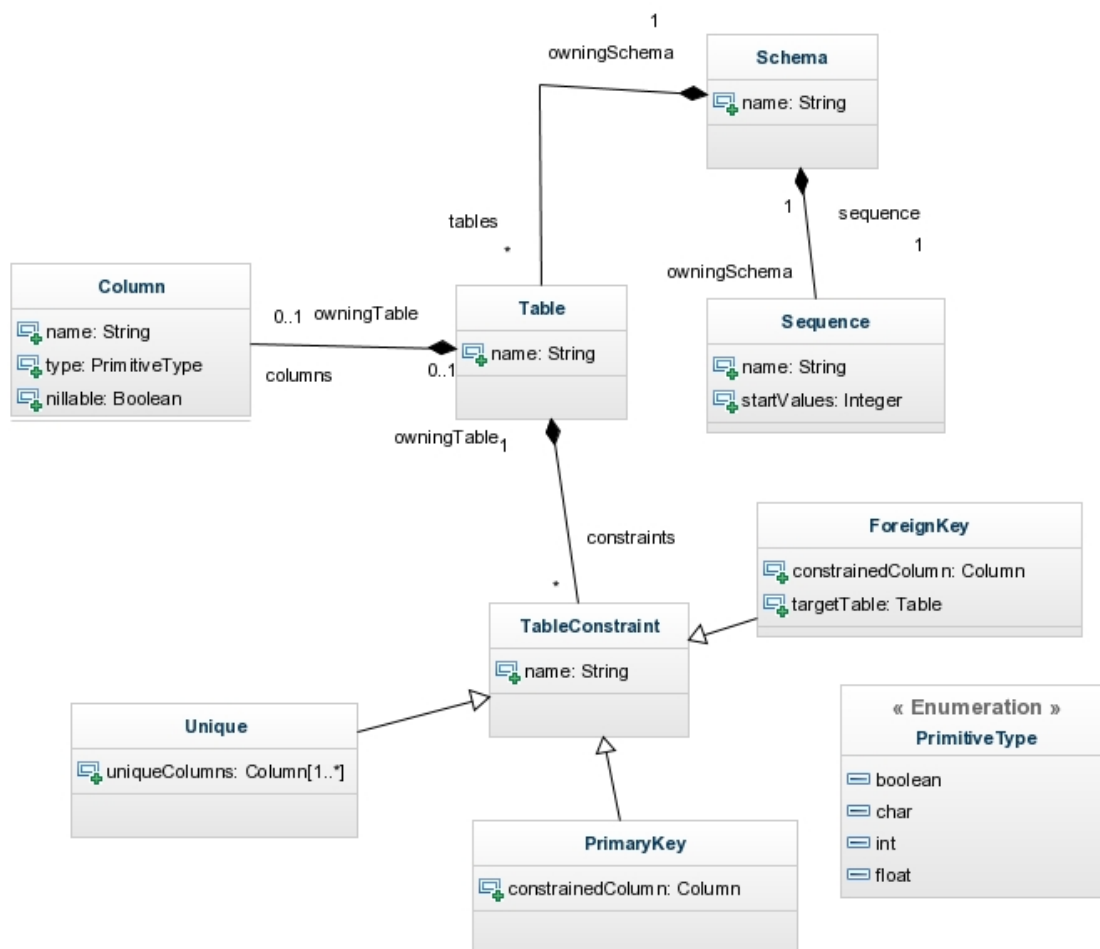 1
owningSchema
Schema
name: String
tables
*
1
sequence
1
owningSchema
Column
name: String
type: PrimitiveType
nillable: Boolean
0..1 owningTable
columns
0..1
Table
name: String
Sequence
name: String
startValues: Integer
owningTable
1
constraints
*
ForeignKey
constrainedColumn: Column
targetTable: Table
TableConstraint
name: String
Unique
uniqueColumns: Column[1..*]
« Enumeration »
PrimitiveType
boolean
char
int
float
PrimaryKey
constrainedColumn: Column